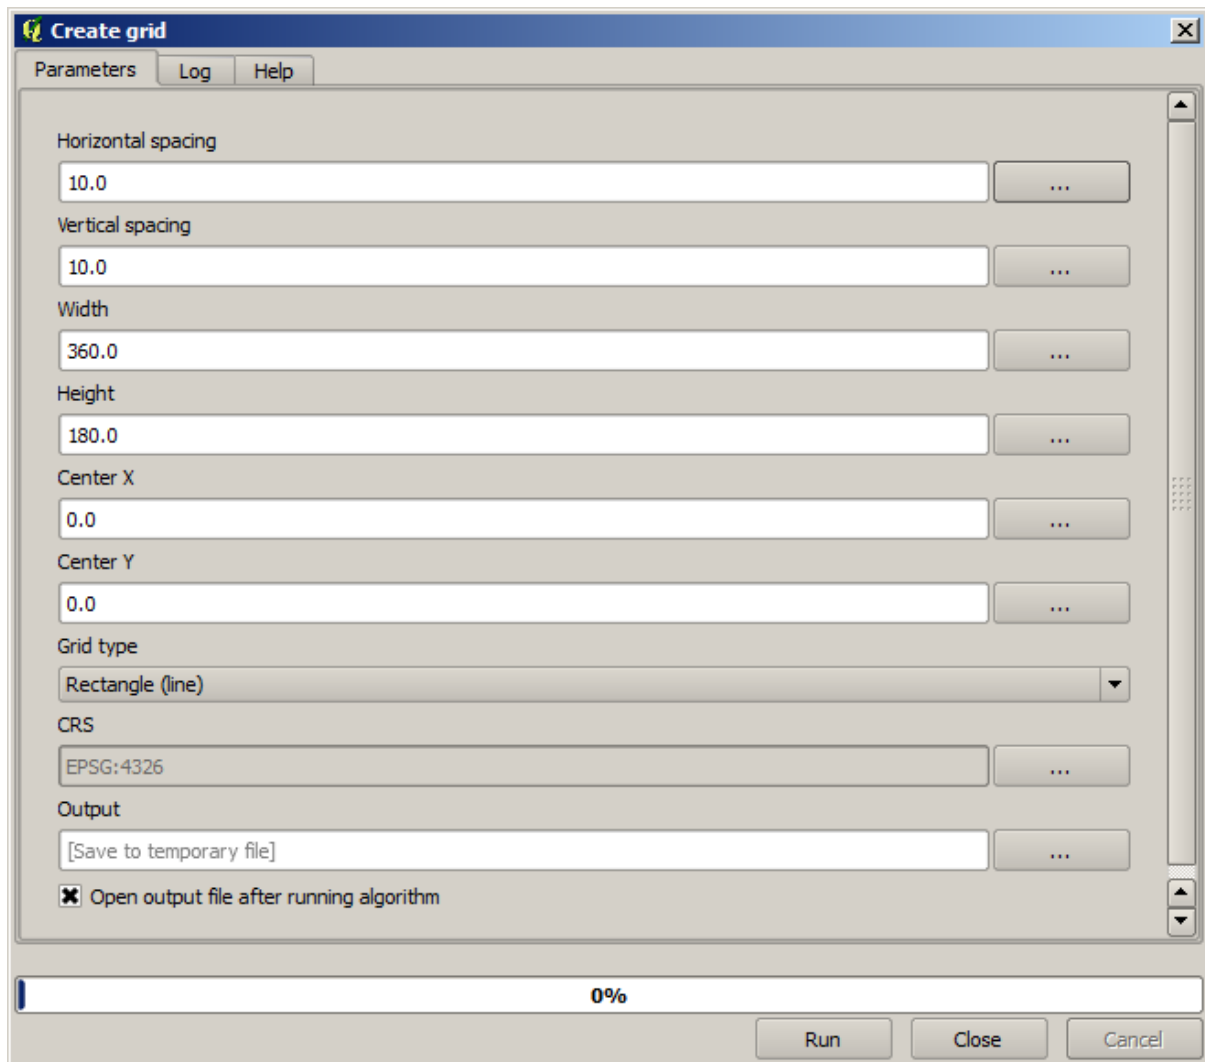 Create grid
Parameters Log Help
Horizontal spacing
10.0 ...
Vertical spacing
10.0 ...
Width
360.0 ...
Height
180.0 ...
Center X
0.0 ...
Center Y
0.0 ...
Grid type
Rectangle (line)
CRS
EPSG:4326 ...
Output
[Save to temporary file] ...
Open output file after running algorithm
0%
Run Close Cancel